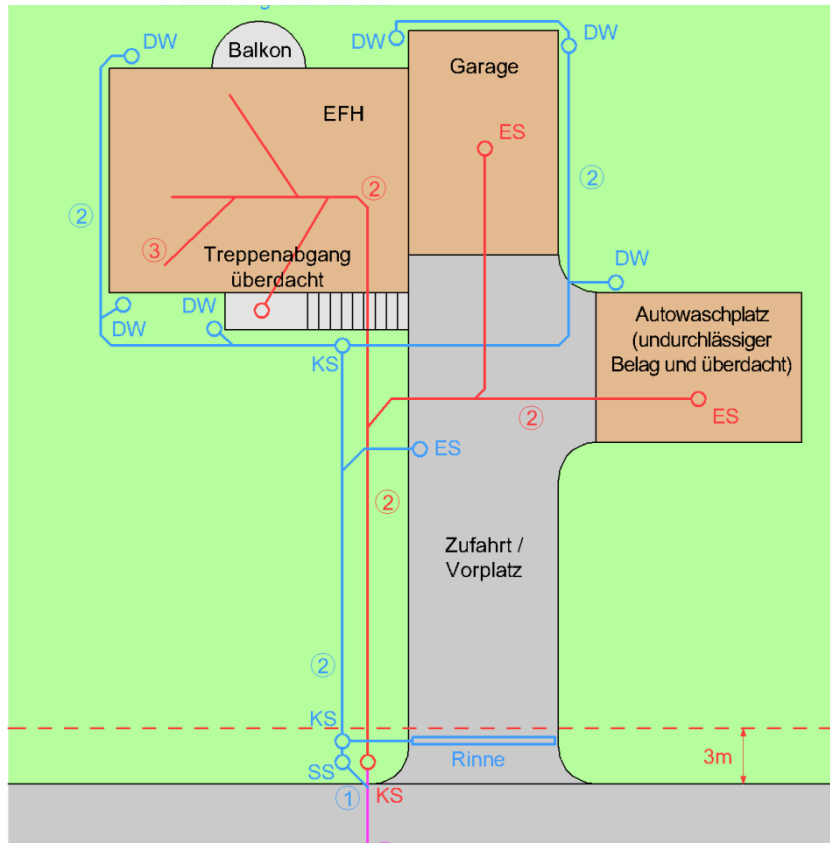 DW
Balkon
DW
DW
Garage
EFH
ES
2
2
2
3
Treppenabgang
überdacht
DW
DW
DW
KS
Autowaschplatz
(undurchlässiger
Belag und überdacht)
ES
2
ES
2
Zufahrt /
Vorplatz
2
KS
Rinne
3m
SS
1
KS